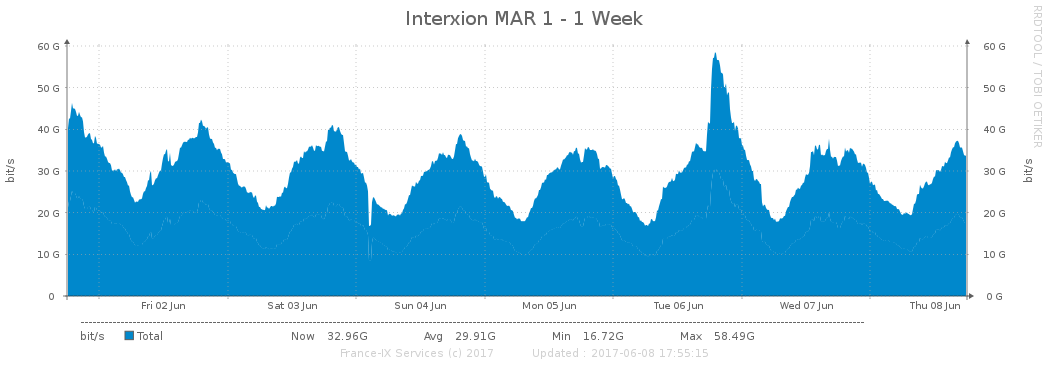 Interxion MAR 1 - 1 Week
RRDTOOL / TOBI OETIKER
bit/s
60 G 60 G
50 G 50 G
40 G 40 G
30 G 30 G
20 G 20 G
10 G 10 G
0 0 G
bit/s
Fri 02 Jun Sat 03 Jun Sun 04 Jun Mon 05 Jun Tue 06 Jun Wed 07 Jun Thu 08 Jun
bit/s Total Now 32.96G Avg 29.91G Min 16.72G Max 58.49G
France-IX Services (c) 2017 Updated : 2017-06-08 17:55:15